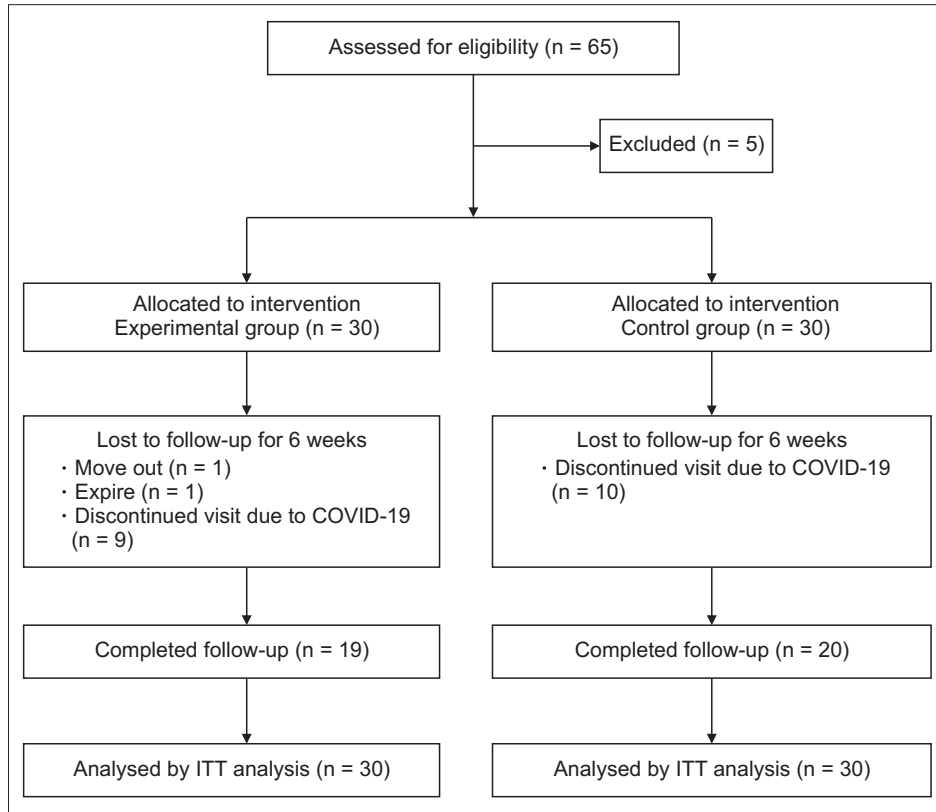 Assessed for eligibility (n = 65)
Excluded (n = 5)
Allocated to intervention
Experimental group (n = 30)
Allocated to intervention
Control group (n = 30)
Lost to follow-up for 6 weeks
· Move out (n = 1)
· Expire (n = 1)
· Discontinued visit due to COVID-19
(n = 9)
Lost to follow-up for 6 weeks
· Discontinued visit due to COVID-19
(n = 10)
Completed follow-up (n = 19)
Completed follow-up (n = 20)
Analysed by ITT analysis (n = 30)
Analysed by ITT analysis (n = 30)